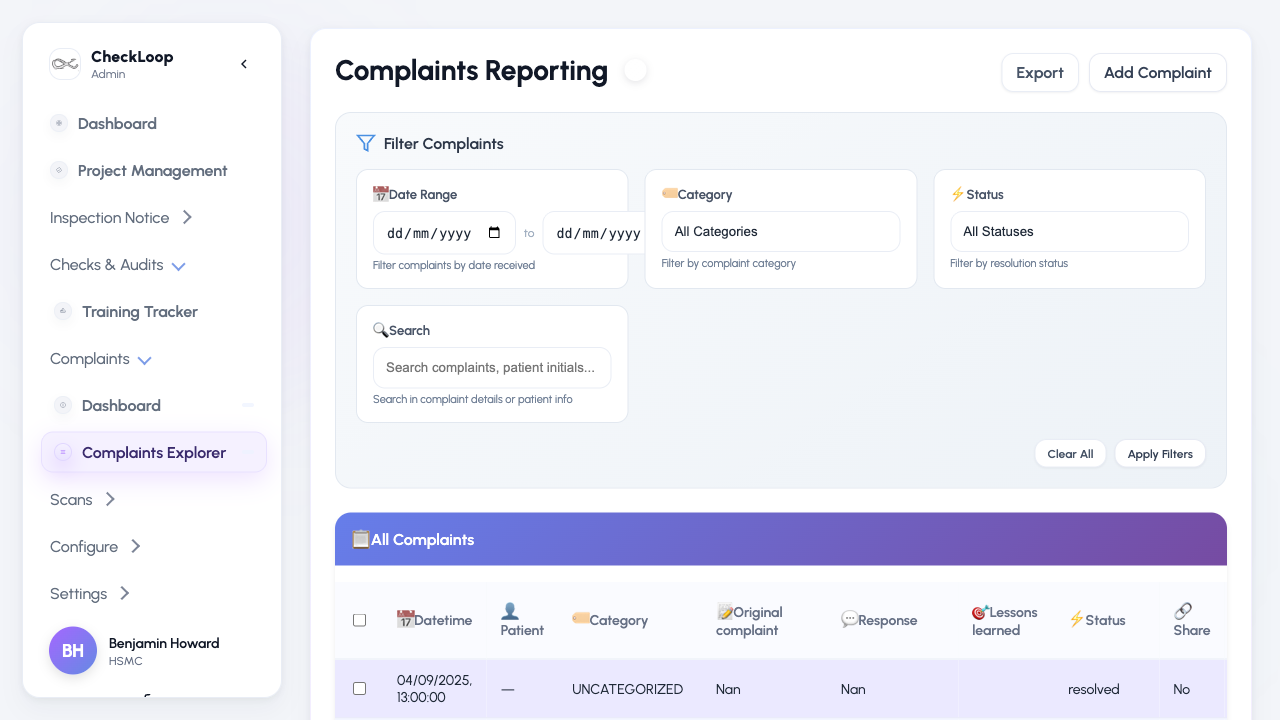 CheckLoop
Admin
Dashboard
Project Management
Inspection Notice
Checks & Audits
Training Tracker
Complaints
Dashboard
Complaints Explorer
Scans
Configure
Settings
BH
Benjamin Howard
HSMC
Complaints Reporting
Export
Add Complaint
Filter Complaints
Date Range
dd/mm/yyyy to dd/mm/yyyy
Filter complaints by date received
Category
All Categories
Filter by complaint category
Status
All Statuses
Filter by resolution status
Search
Search complaints, patient initials...
Search in complaint details or patient info
Clear All
Apply Filters
All Complaints
Datetime
Patient
Category
Original
complaint
Response
Lessons
learned
Status
Share
04/09/2025,
13:00:00
—
UNCATEGORIZED
Nan
Nan
resolved
No